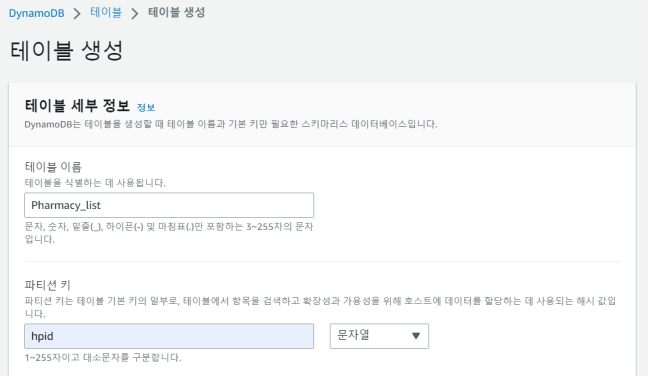 DynamoDB > 테이블 > 테이블 생성
테이블 생성
테이블 세부 정보 정보
DynamoDB는 테이블을 생성할 때 테이블 이름과 기본 키만 필요한 스키마리스 데이터베이스입니다.
테이블 이름
테이블을 식별하는 데 사용됩니다.
Pharmacy_list
문자, 숫자, 밑줄(_), 하이픈(-) 및 마침표(.)만 포함하는 3~255자의 문자
입니다.
파티션 키
파티션 키는 테이블 기본 키의 일부로, 테이블에서 항목을 검색하고 확장성과 가용성을 위해 호스트에 데이터를 할당하는 데 사용되는 해시 값입
니다.
hpid 문자열
1~255자이고 대소문자를 구분합니다.